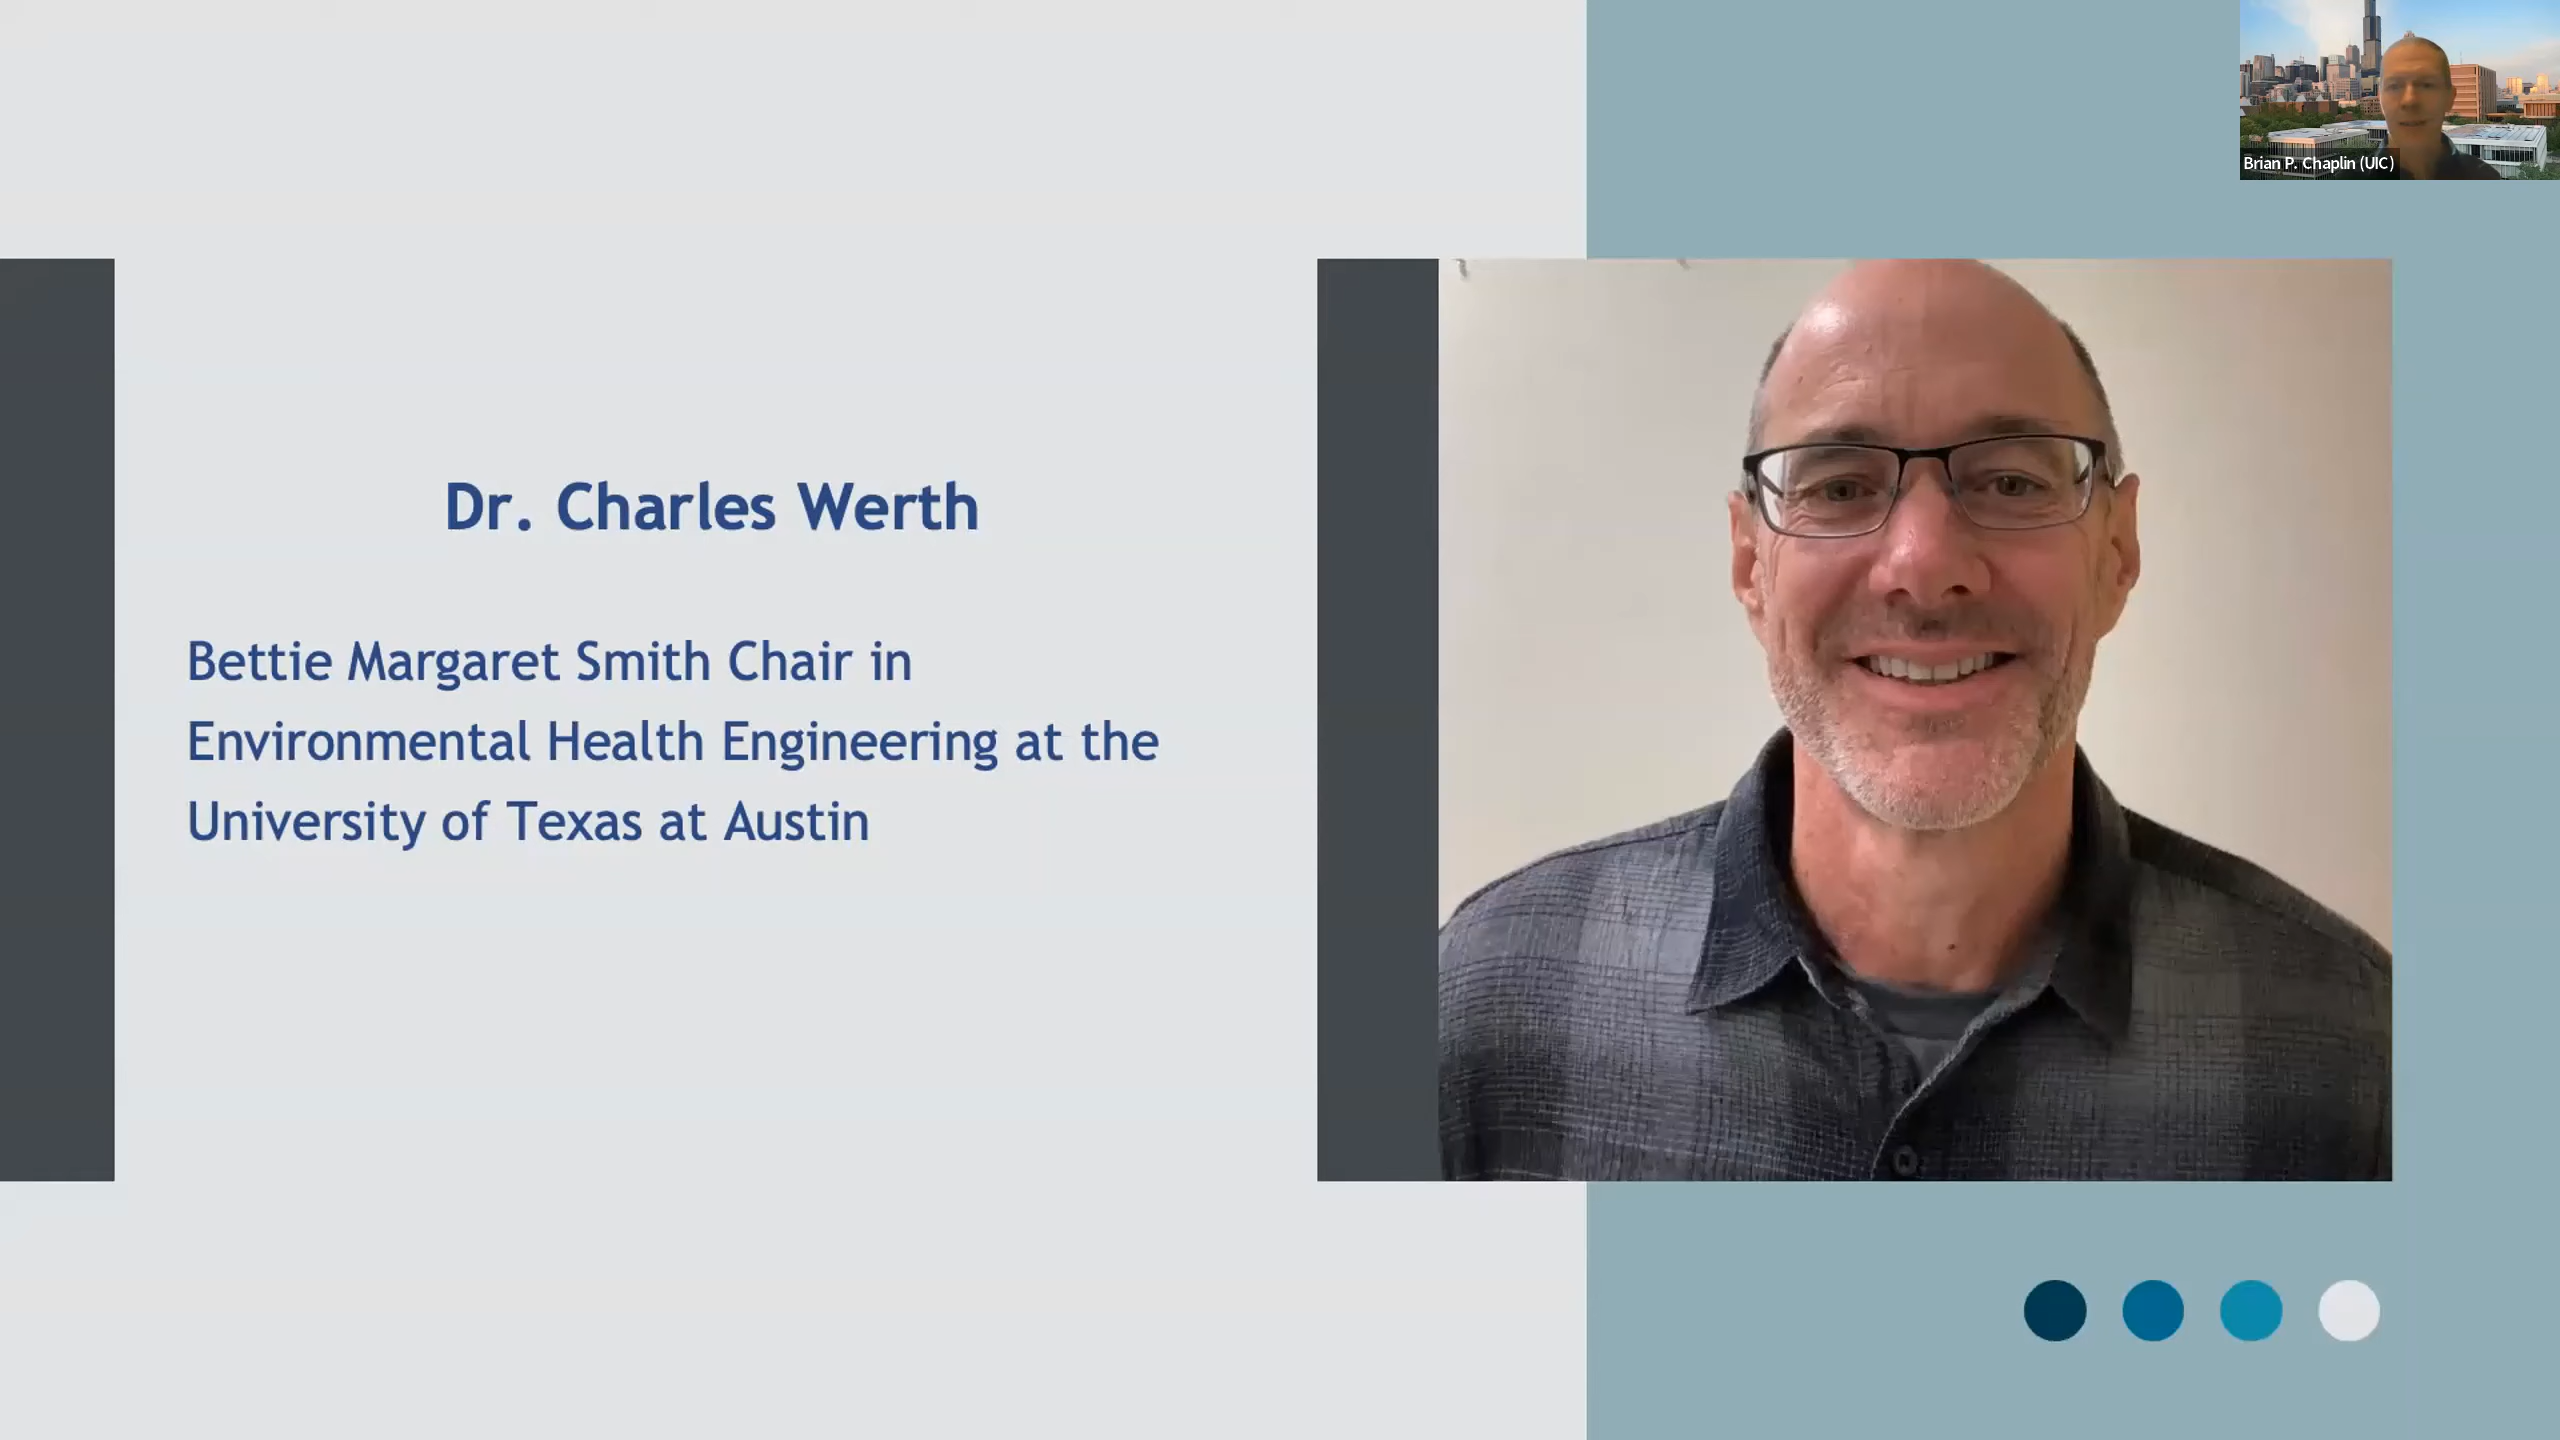 Brian P. Chaplin (UIC)
Dr. Charles Werth
Bettie Margaret Smith Chair in
Environmental Health Engineering at the
University of Texas at Austin